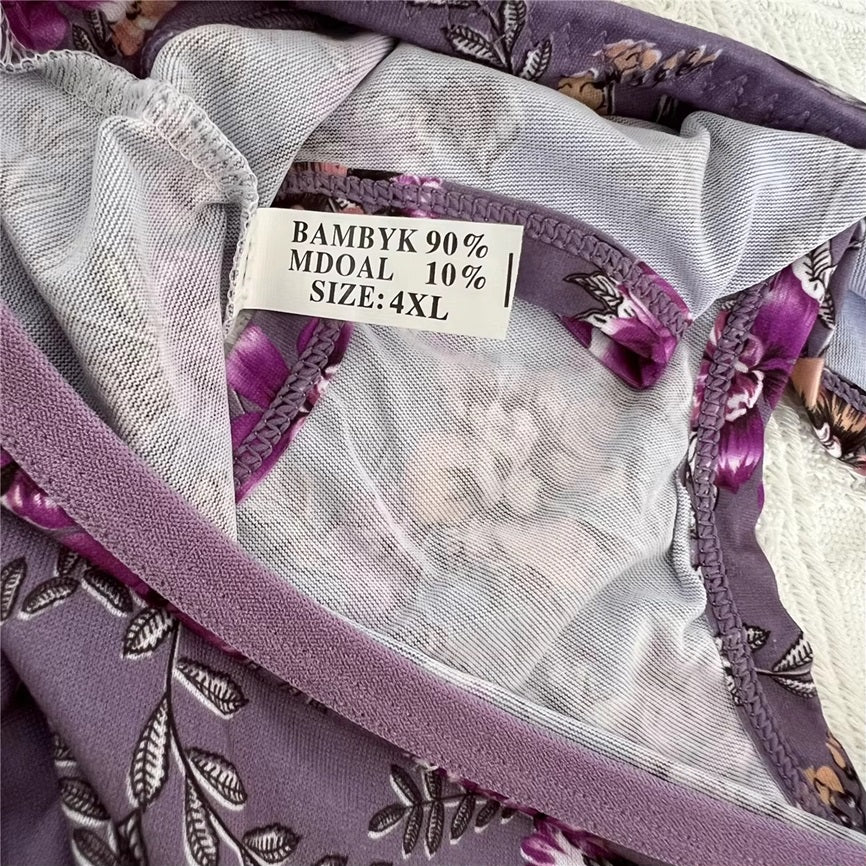 BAMBYK 90%
MDOAL 10%
SIZE: 4XL